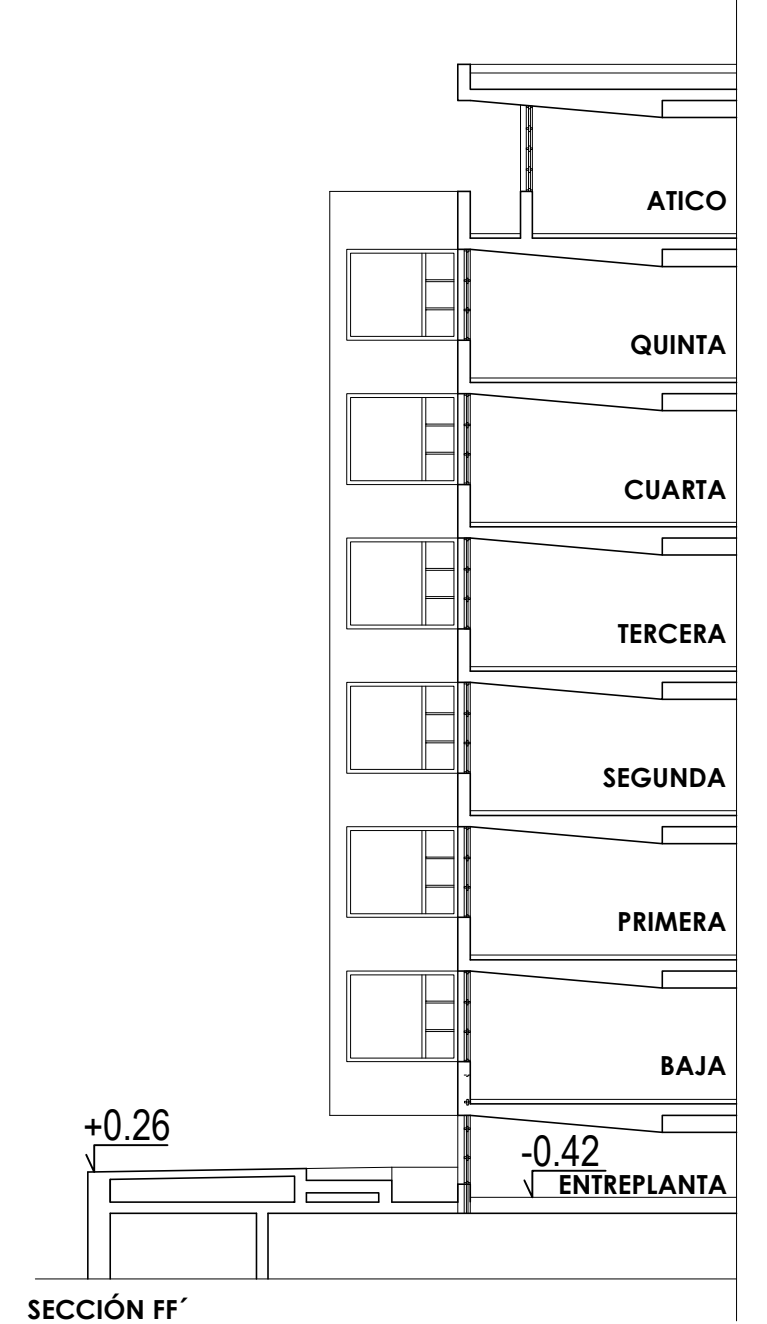 ATICO
QUINTA
CUARTA
TERCERA
SEGUNDA
PRIMERA
BAJA
+0.26
-0.42
ENTREPLANTA
SECCIÓN FF´